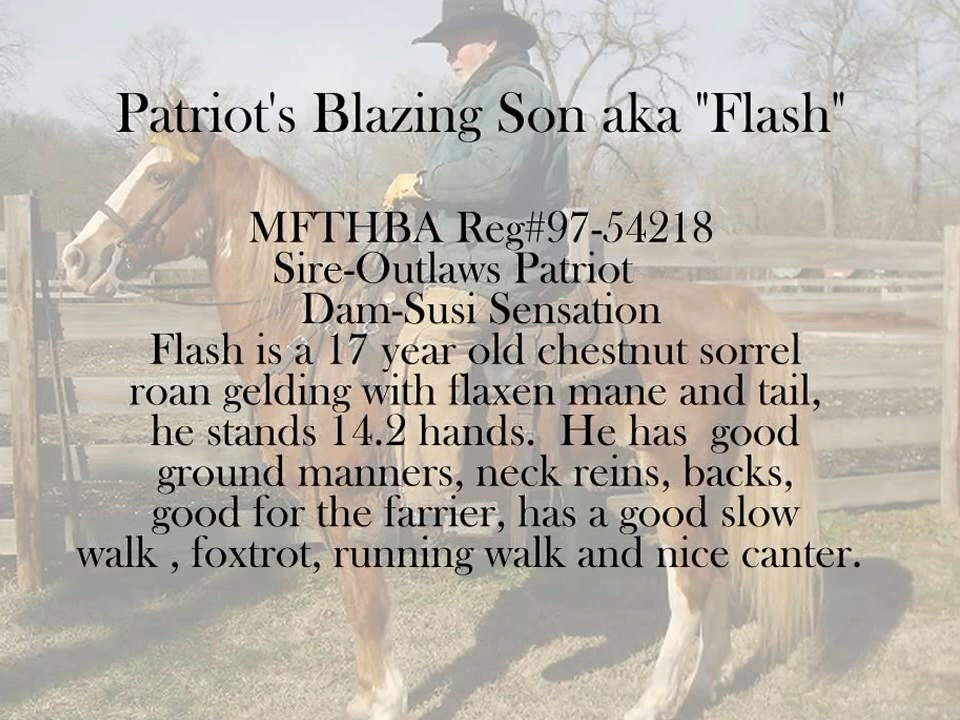 Patriot's Blazing Son aka "Flash"
MFTHBA Reg#97-54218
Sire-Outlaws Patriot
Dam-Susi Sensation
Flash is a 17 year old chestnut sorrel
roan gelding with flaxen mane and tail,
he stands 14.2 hands.  He has  good
ground manners, neck reins, backs,
good for the farrier, has a good slow
walk , foxtrot, running walk and nice canter.